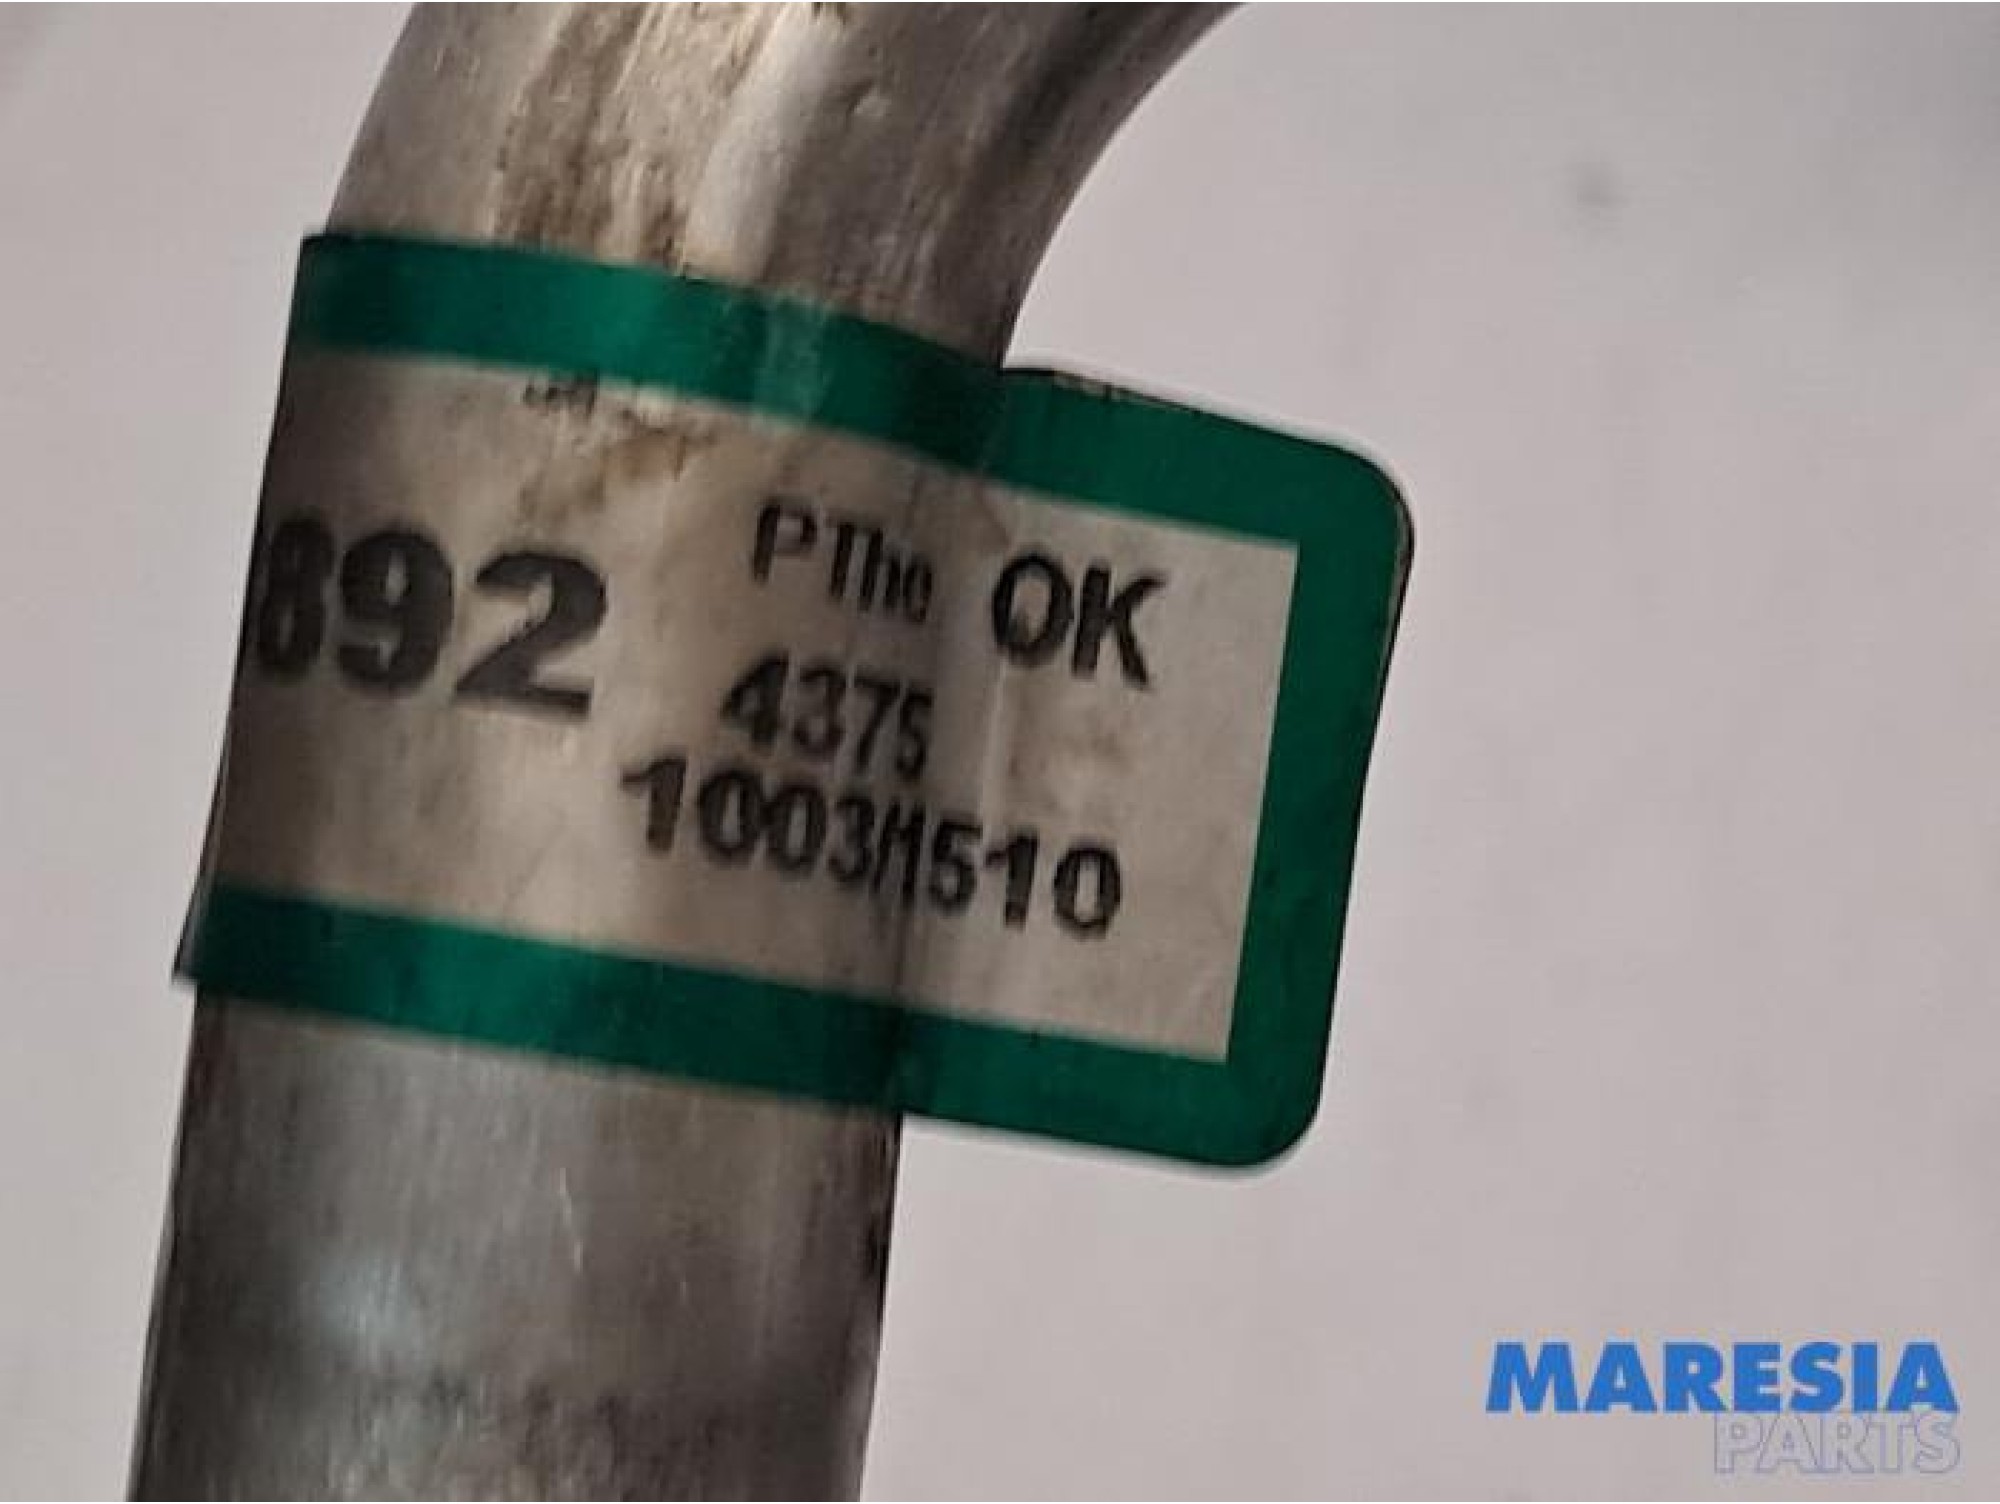 892
PThe OK
4375
1003/1510
MARESIA
PARTS